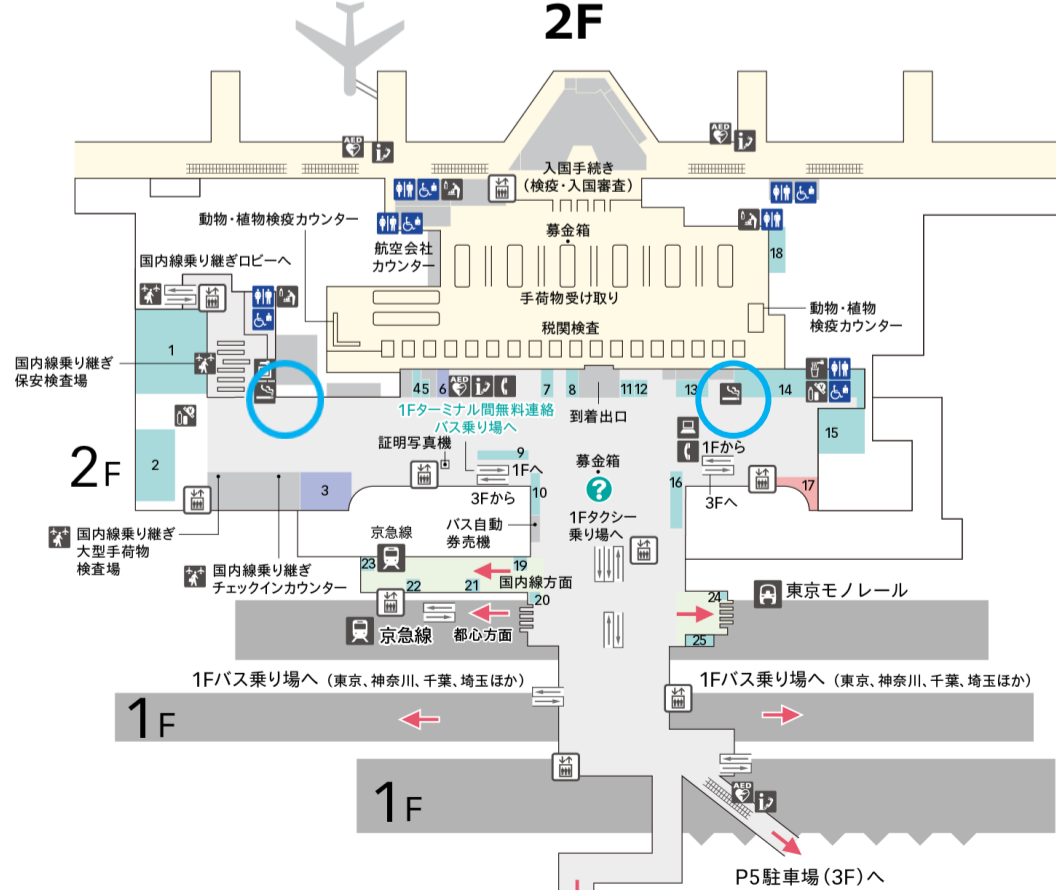 2F
AED
AED
入国手続き
(検疫・入国審査)
動物・植物検疫カウンター
募金箱
航空会社
カウンター
18
国内線乗り継ぎロビーへ
手荷物受け取り
動物・植物
検疫カウンター
税関検査
1
国内線乗り継ぎ
保安検査場
4
5
6
AED
7
8
11
12
13
14
1Fターミナル間無料連絡
バス乗り場へ
到着出口
15
証明写真機
9
1Fへ
3Fから
募金箱
?
1Fから
3Fへ
2F
2
3
10
16
17
バス自動
券売機
1Fタクシー
乗り場へ
国内線乗り継ぎ
大型手荷物
検査場
国内線乗り継ぎ
チェックインカウンター
京急線
23
22
21
19
国内線方面
20
24
東京モノレール
京急線
都心方面
25
1Fバス乗り場へ (東京、神奈川、千葉、埼玉ほか)
1Fバス乗り場へ (東京、神奈川、千葉、埼玉ほか)
1F
1F
AED
P5駐車場(3F)へ